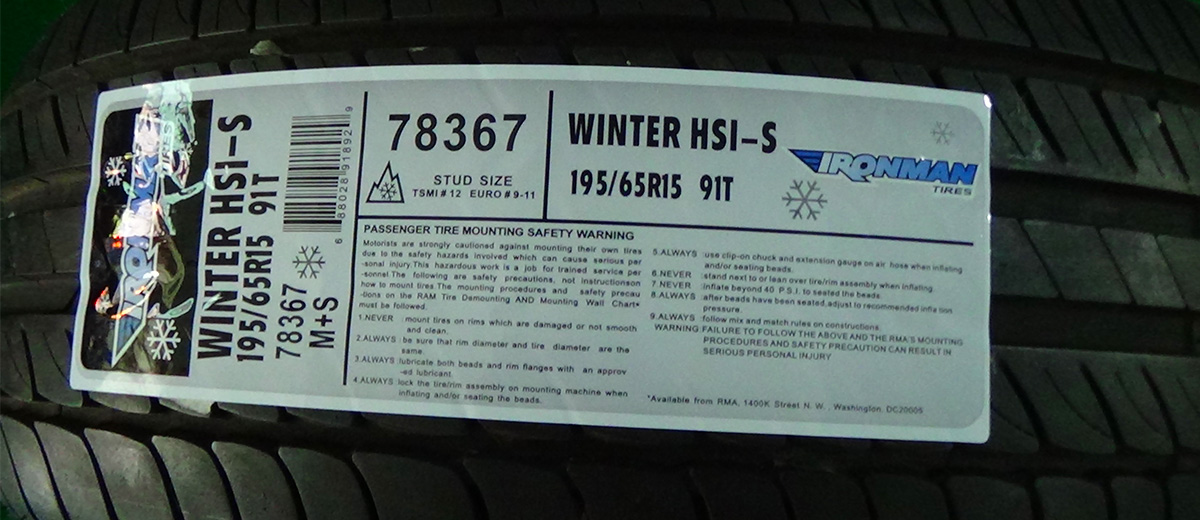 IRONMAN
WINTER HSI-S
195/65R15 91T
78367
M+S
6 80028 91892 9
78367
STUD SIZE
TSMI#12 EURO#9-11
WINTER HSI-S
195/65R15 91T
IRONMAN
TIRES
PASSENGER TIRE MOUNTING SAFETY WARNING
Motorists are strongly cautioned against mounting their own tires
due to the safety hazards involved which can cause serious per
-sonal injury.This hazardous work is a job for trained service per
-sonnel.The following are safety precautions, not instructionson
how to mount tires.The mounting procedures and safety precau
-tions on the RAM Tire Demounting AND Mounting Wall Chart*
must be followed.
1.NEVER :mount tires on rims which are damaged or not smooth
and clean.
2.ALWAYS :be sure that rim diameter and tire diameter are the
same.
3.ALWAYS :lubricate both beads and rim flanges with an approv
-ed lubricant.
4.ALWAYS :lock the tire/rim assembly on mounting machine when
inflating and/or seating the beads.
5.ALWAYS :use clip-on chuck and extension gauge on air hose when inflating
and/or seating beads.
6.NEVER :stand next to or lean over tire/rim assembly when inflating.
7.NEVER :inflate beyond 40 P.S.I. to seated the beads.
8.ALWAYS :after beads have been seated,adjust to recommended inflation
pressure.
9.ALWAYS :follow mix and match rules on constructions.
WARNING:FAILURE TO FOLLOW THE ABOVE AND THE RMA'S MOUNTING
PROCEDURES AND SAFETY PRECAUTION CAN RESULT IN
SERIOUS PERSONAL INJURY
*Available from RMA, 1400K Street N. W., Washington. DC20005